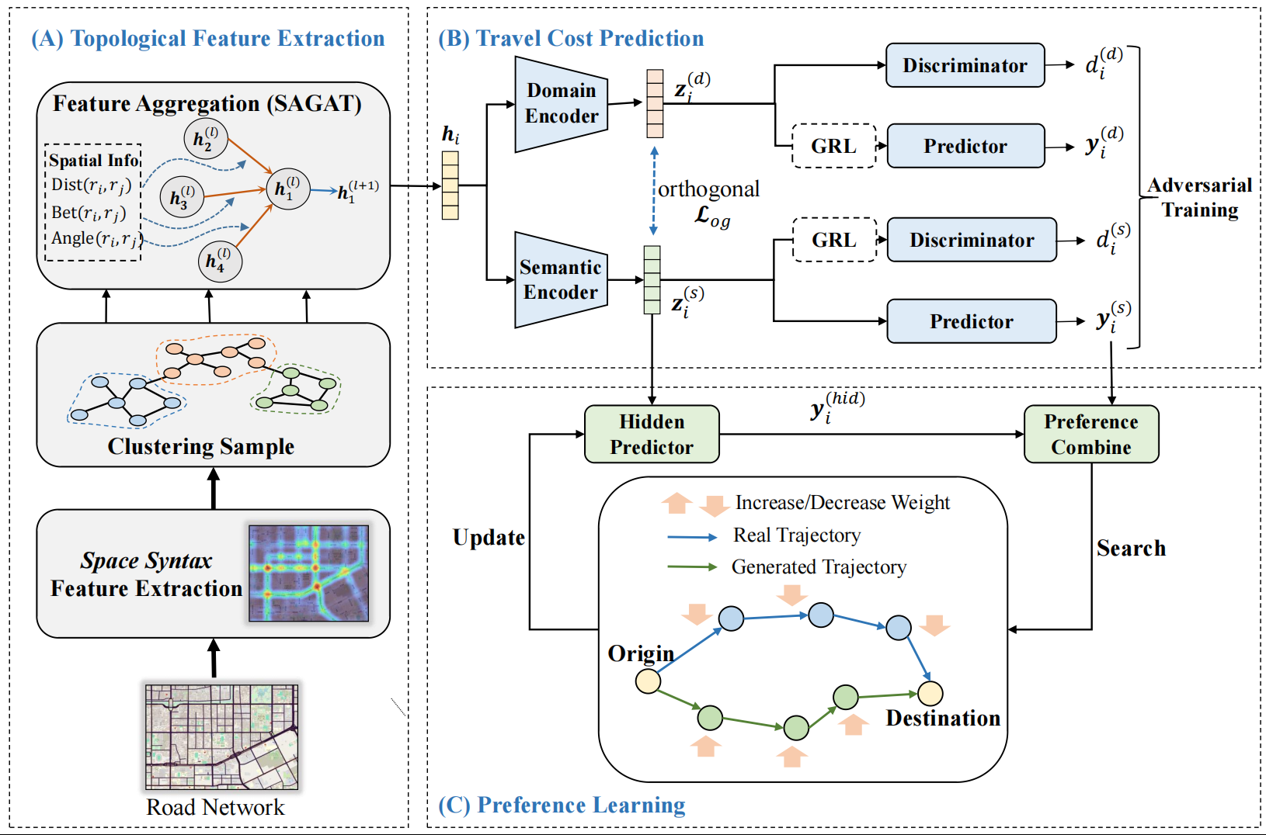 (A) Topological Feature Extraction
Feature Aggregation (SAGAT)
Spatial Info
Dist(r_i, r_j)
Bet(r_i, r_j)
Angle(r_i, r_j)
h_2^{(l)}
h_3^{(l)}
h_4^{(l)}
h_1^{(l)}
h_1^{(l+1)}
Clustering Sample
Space Syntax
Feature Extraction
Road Network
(B) Travel Cost Prediction
h_i
Domain
Encoder
z_i^{(d)}
Discriminator
d_i^{(d)}
GRL
Predictor
y_i^{(d)}
orthogonal
ℒ_{og}
Adversarial
Training
Semantic
Encoder
z_i^{(s)}
GRL
Discriminator
d_i^{(s)}
Predictor
y_i^{(s)}
Hidden
Predictor
y_i^{(hid)}
Preference
Combine
Update
Search
Increase/Decrease Weight
Real Trajectory
Generated Trajectory
Origin
Destination
(C) Preference Learning